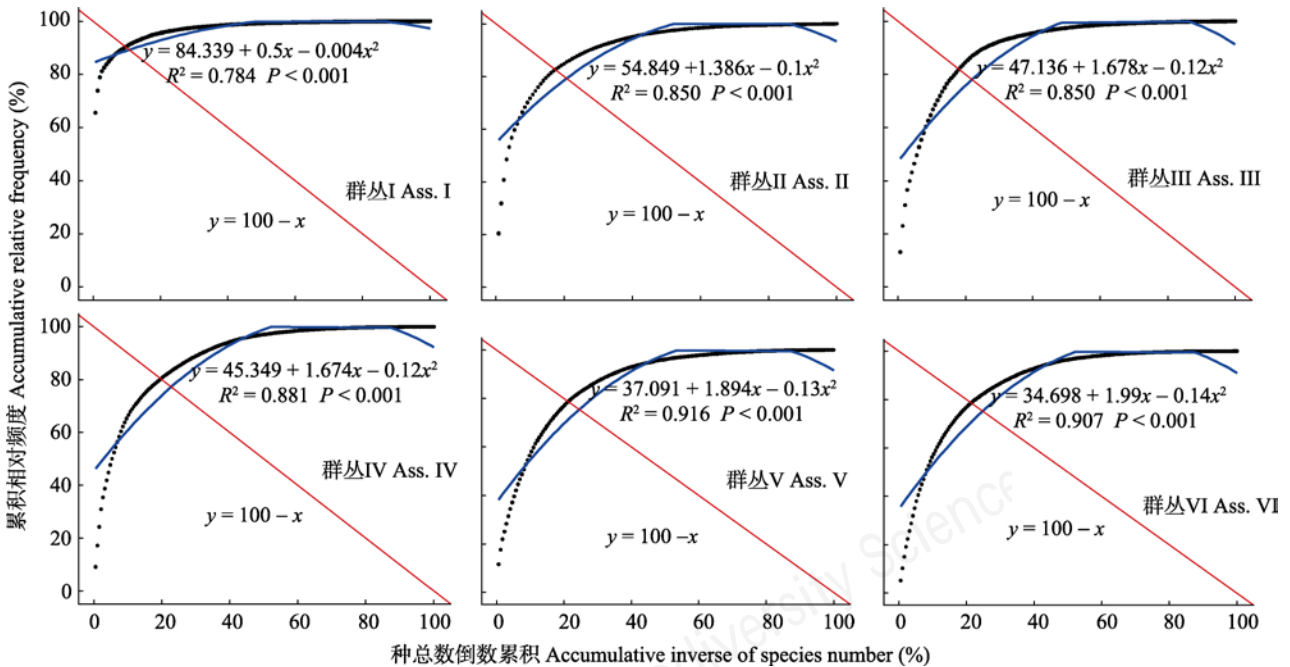 累积相对频度 Accumulative relative frequency (%)
100
80
60
40
20
0
y = 84.339 + 0.5x − 0.004x²
R² = 0.784 P < 0.001
群丛I Ass. I
y = 100 − x
y = 54.849 +1.386x − 0.1x²
R² = 0.850 P < 0.001
群丛II Ass. II
y = 100 − x
y = 47.136 + 1.678x − 0.12x²
R² = 0.850 P < 0.001
群丛III Ass. III
y = 100 − x
100
80
60
40
20
0
y = 45.349 + 1.674x − 0.12x²
R² = 0.881 P < 0.001
群丛IV Ass. IV
y = 100 − x
y = 37.091 + 1.894x − 0.13x²
R² = 0.916 P < 0.001
群丛V Ass. V
y = 100 −x
y = 34.698 + 1.99x − 0.14x²
R² = 0.907 P < 0.001
群丛VI Ass. VI
y = 100 − x
0 20 40 60 80 100
0 20 40 60 80 100
0 20 40 60 80 100
种总数倒数累积 Accumulative inverse of species number (%)